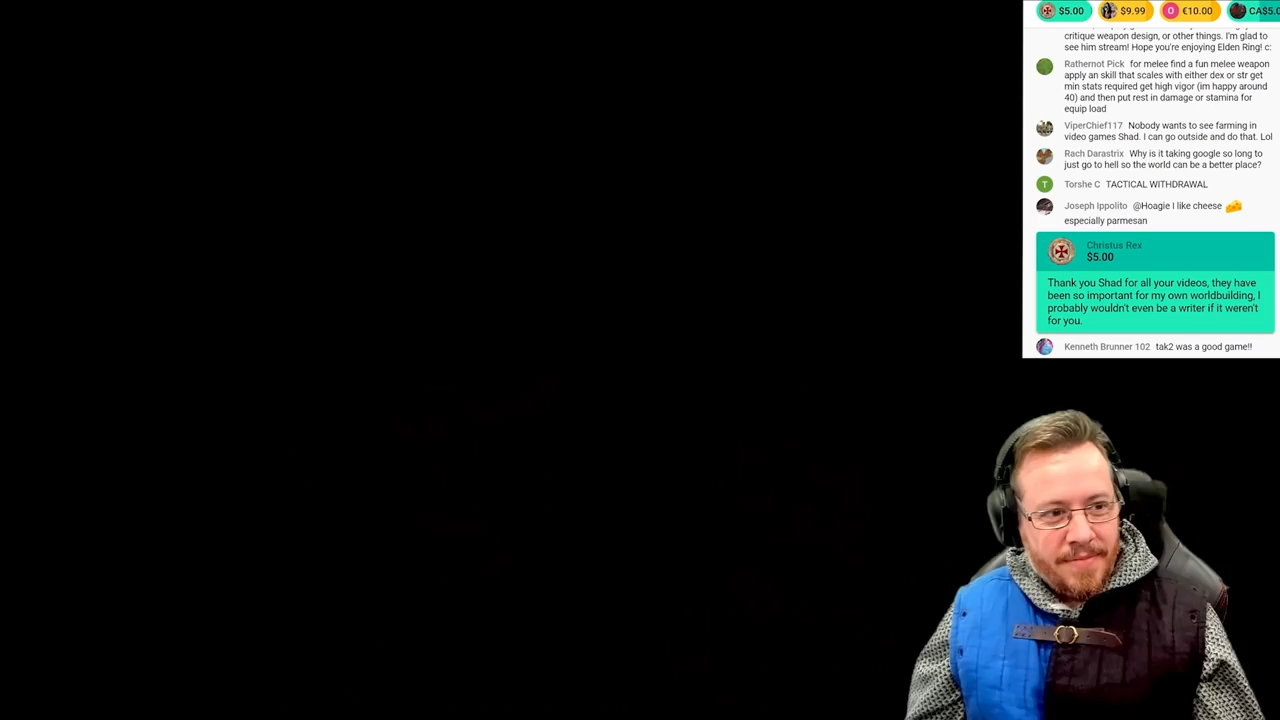 $5.00 $9.99 €10.00 CA$5.0
critique weapon design, or other things. I'm glad to
see him stream! Hope you're enjoying Elden Ring! c:
Rathernot Pick for melee find a fun melee weapon
apply an skill that scales with either dex or str get
min stats required get high vigor (im happy around
40) and then put rest in damage or stamina for
equip load
ViperChief117 Nobody wants to see farming in
video games Shad. I can go outside and do that. Lol
Rach Darastrix Why is it taking google so long to
just go to hell so the world can be a better place?
T Torshe C TACTICAL WITHDRAWAL
Joseph Ippolito @Hoagie I like cheese
especially parmesan
Christus Rex
$5.00
Thank you Shad for all your videos, they have
been so important for my own worldbuilding, I
probably wouldn't even be a writer if it weren't
for you.
Kenneth Brunner 102 tak2 was a good game!!